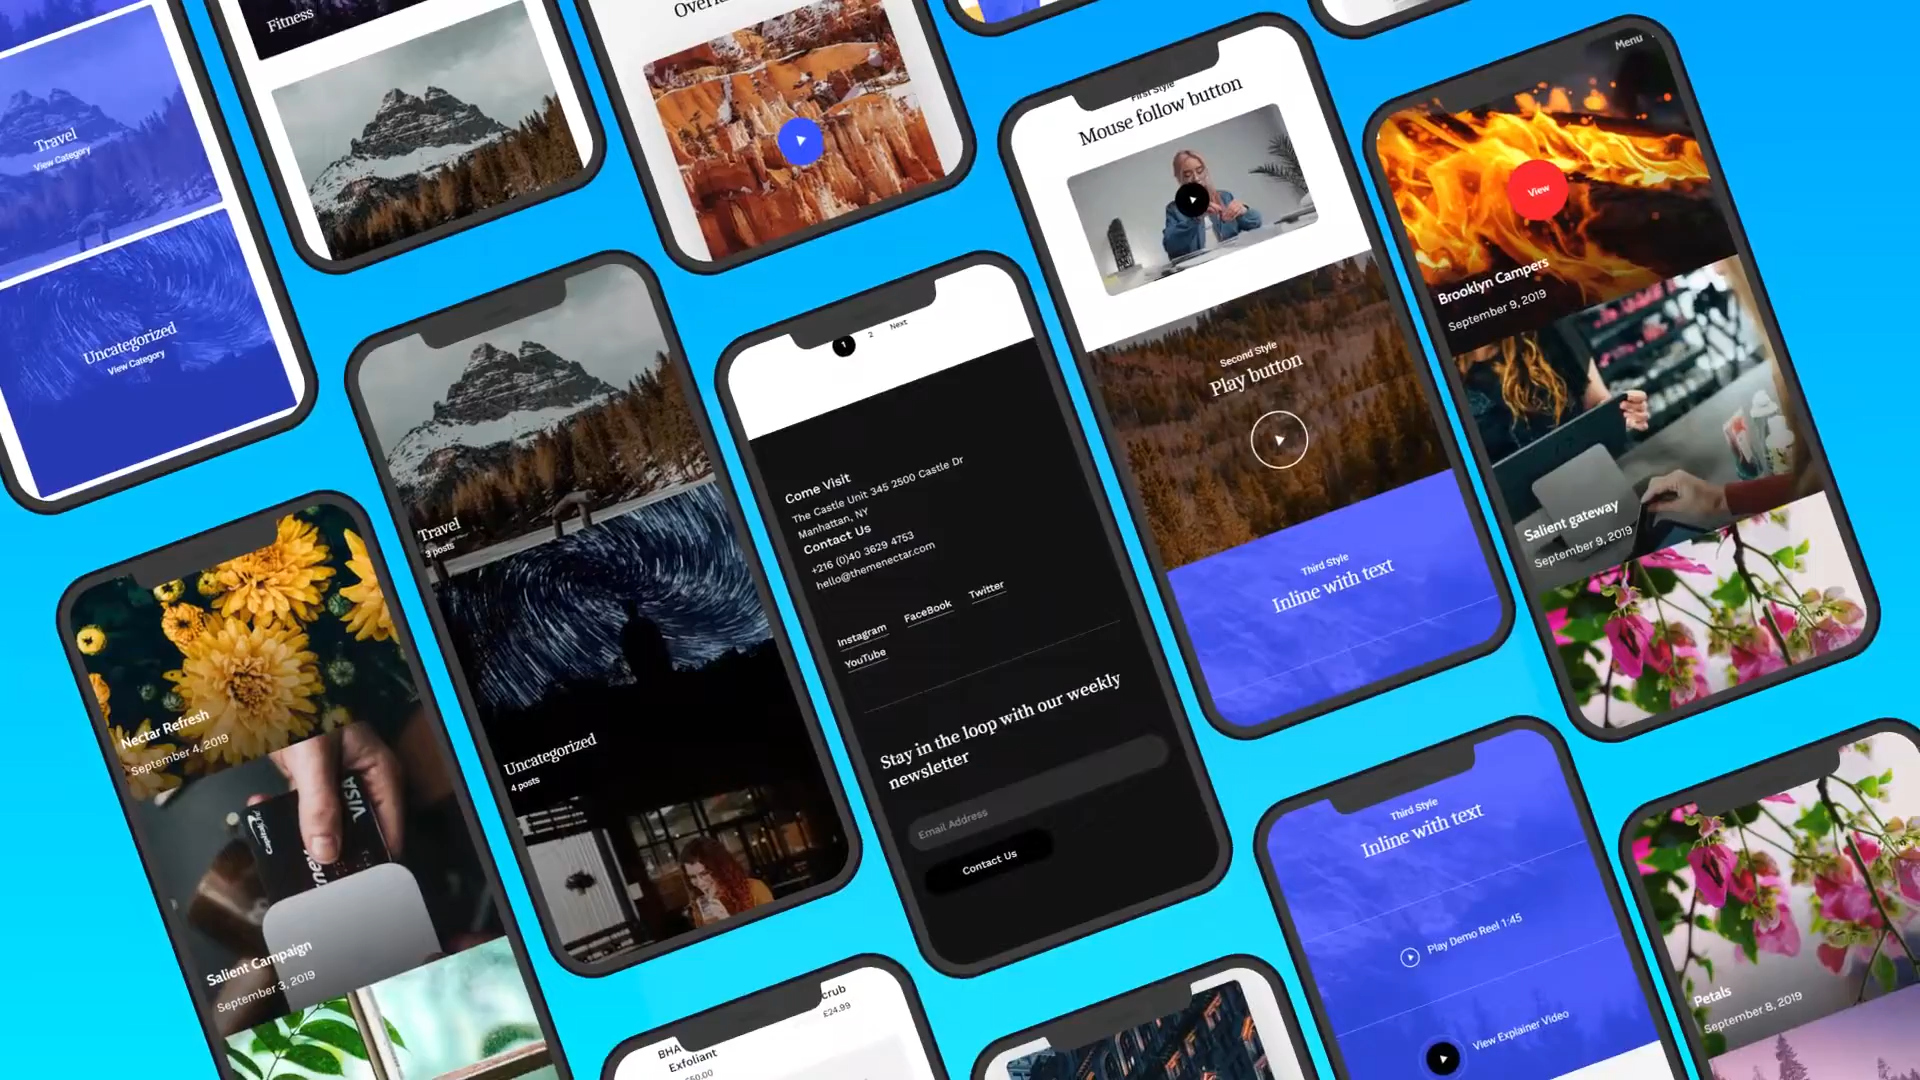 Travel
View Category
Uncategorized
View Category
Fitness
First Style
Mouse follow button
Second Style
Play button
Third Style
Inline with text
Menu
View
Brooklyn Campers
September 9, 2019
Salient gateway
September 9, 2019
Nectar Refresh
September 4, 2019
VISA
Salient Campaign
September 3, 2019
Travel
3 posts
Uncategorized
4 posts
1
2
Next
Come Visit
The Castle Unit 345 2500 Castle Dr
Manhattan, NY
Contact Us
+216 (0)40 3629 4753
hello@themenectar.com
Instagram
FaceBook
Twitter
YouTube
Stay in the loop with our weekly
newsletter
Email Address
Contact Us
BHA
Exfoliant
£24.99
Third Style
Inline with text
Play Demo Reel 1:45
View Explainer Video
Petals
September 8, 2019